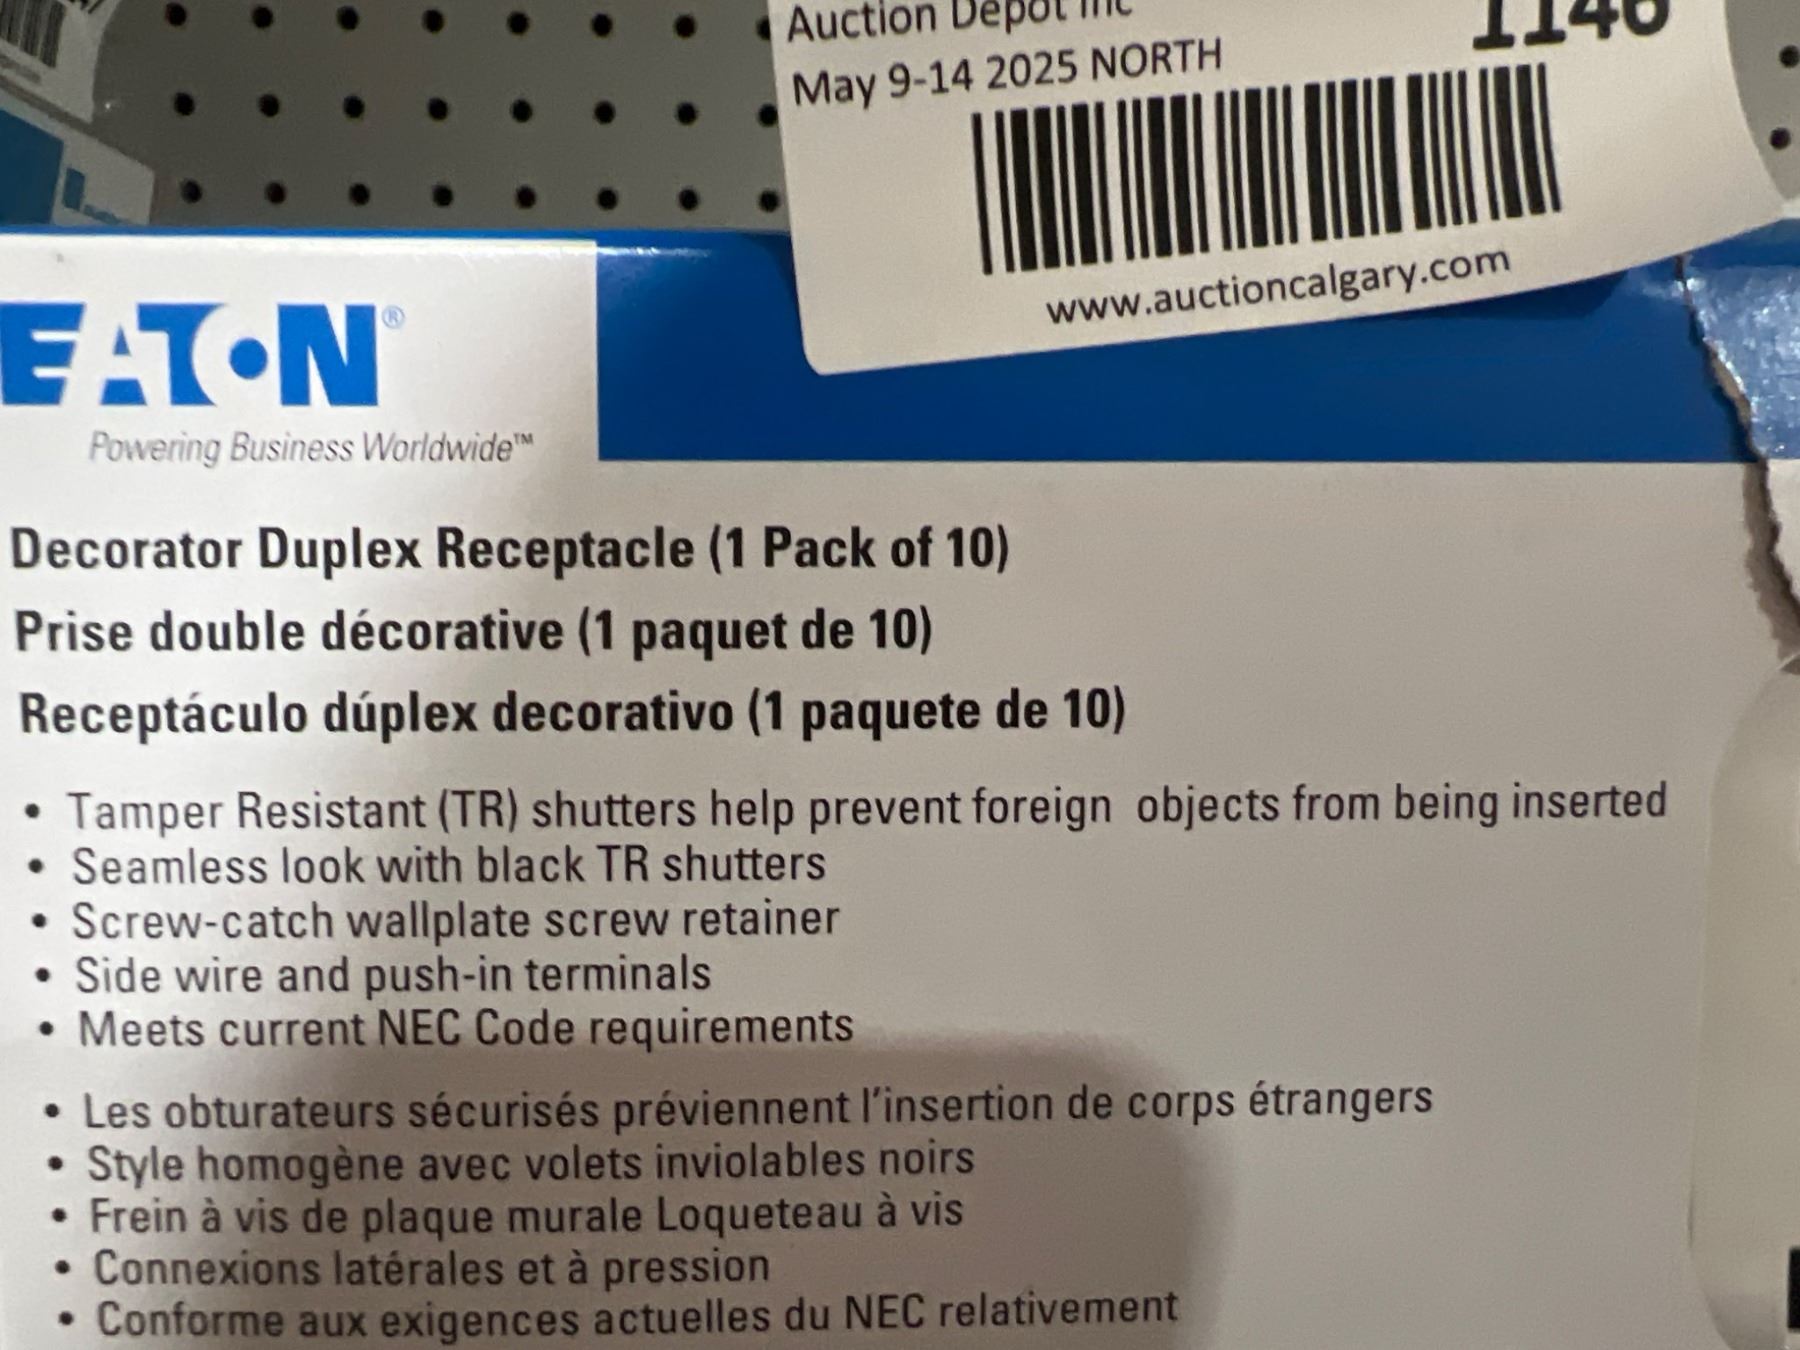 Auction Depot Inc
May 9-14 2025 NORTH
1146
www.auctioncalgary.com
EATON®
Powering Business Worldwide™
Decorator Duplex Receptacle (1 Pack of 10)
Prise double décorative (1 paquet de 10)
Receptáculo dúplex decorativo (1 paquete de 10)
• Tamper Resistant (TR) shutters help prevent foreign objects from being inserted
• Seamless look with black TR shutters
• Screw-catch wallplate screw retainer
• Side wire and push-in terminals
• Meets current NEC Code requirements
• Les obturateurs sécurisés préviennent l'insertion de corps étrangers
• Style homogène avec volets inviolables noirs
• Frein à vis de plaque murale Loqueteau à vis
• Connexions latérales et à pression
• Conforme aux exigences actuelles du NEC relativement